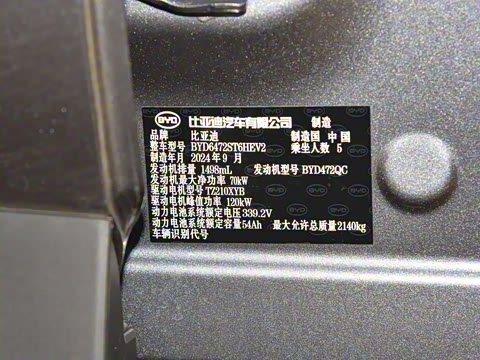 BYD 比亚迪汽车有限公司 制造
品牌 比亚迪 制造国 中国
整车型号 BYD6472ST6HEV2 乘坐人数 5
制造年月 2024年9月
发动机排量 1498mL 发动机型号 BYD472QC
发动机最大净功率 70kW
驱动电机型号 TZ210XYB
驱动电机峰值功率 120kW
动力电池系统额定电压 339.2V
动力电池系统额定容量 54Ah 最大允许总质量 2140kg
车辆识别代号